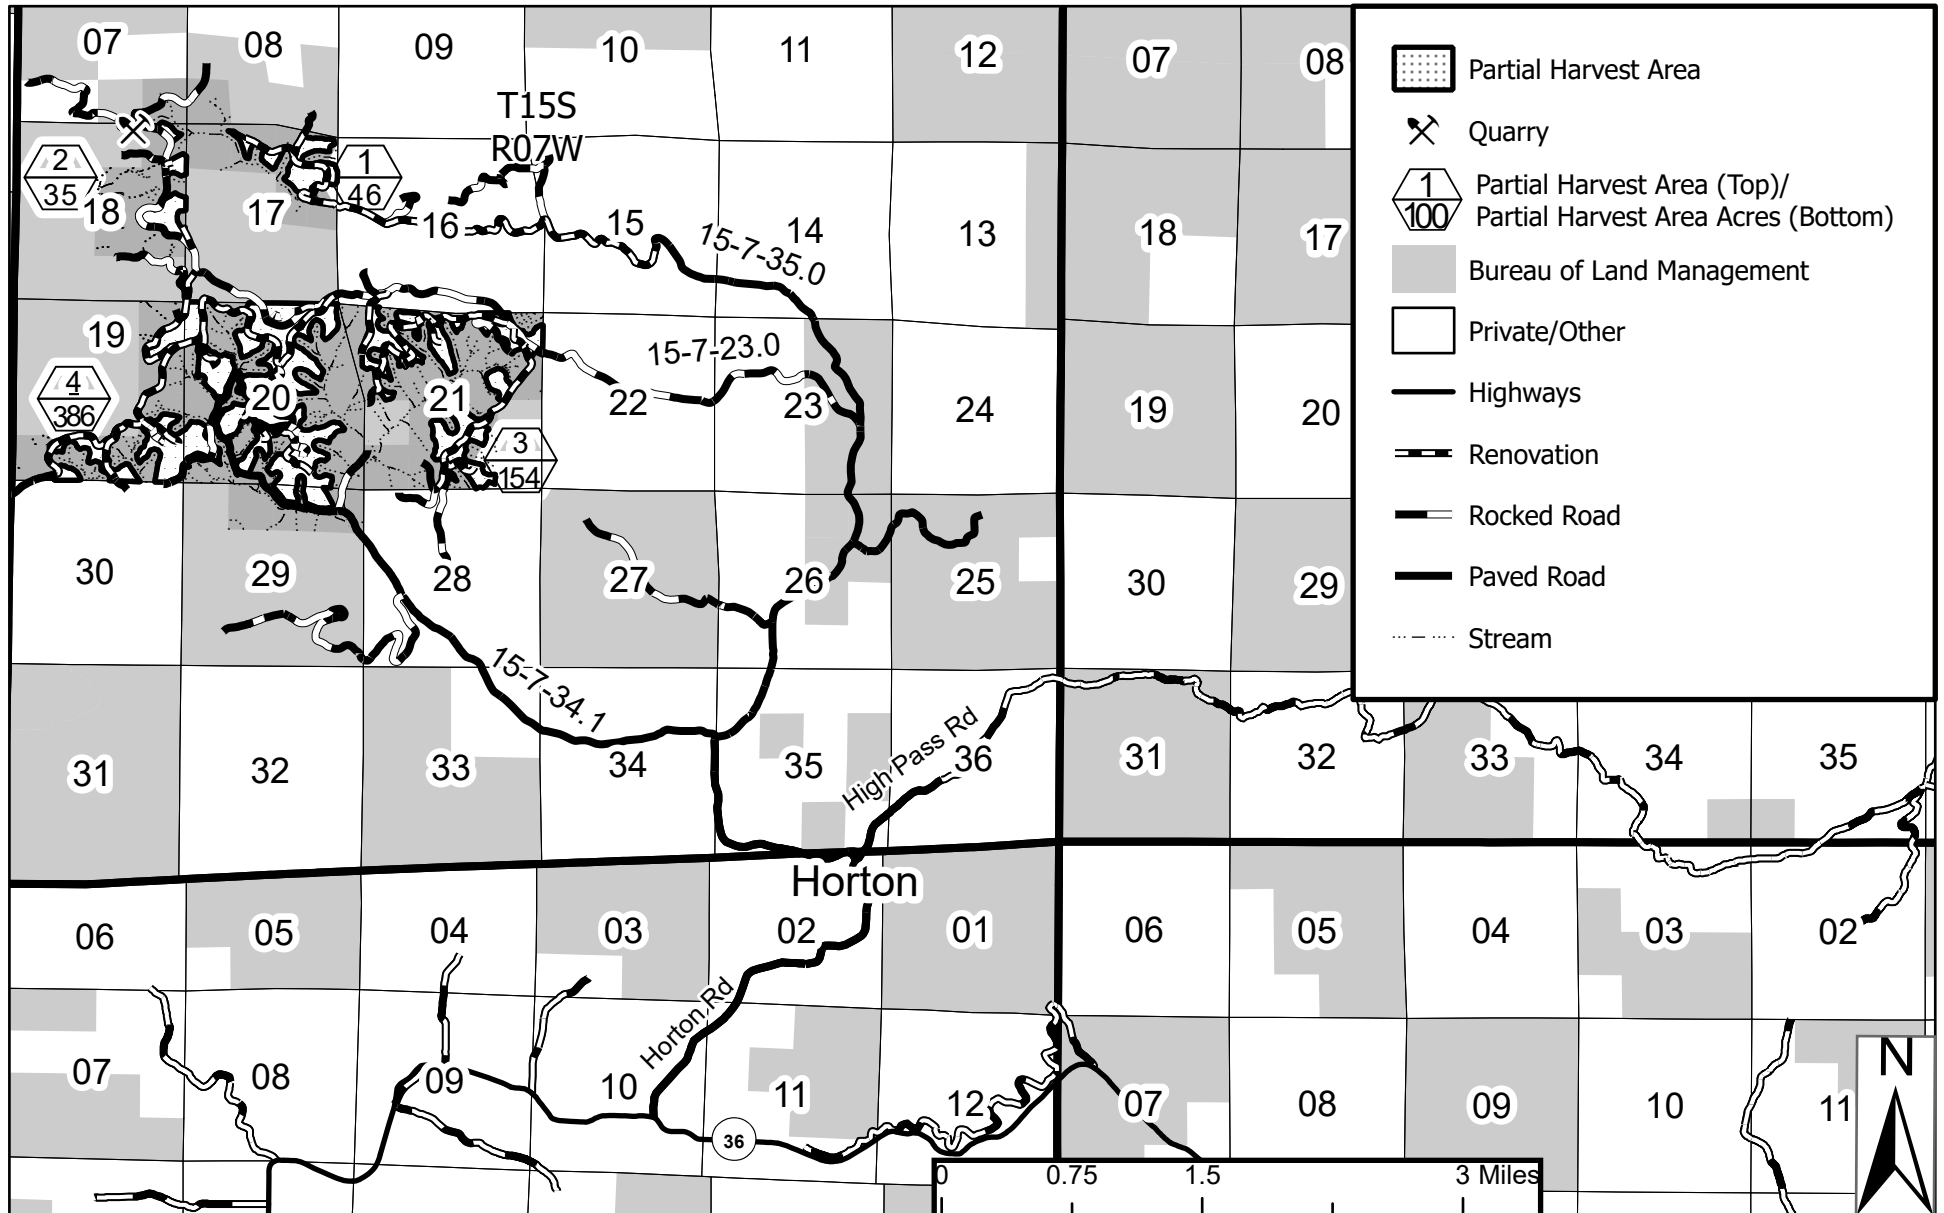 07 08 09 10 11 12 07 08
T15S
R07W
2
35
1
46
18 17 16 15 14 13 18 17
15-7-35.0
19
15-7-23.0
4
386
20 21 22 23 24 19 20
3
154
30 29 28 27 26 25 30 29
15-7-34.1
31 32 33 34 35 36 31 32 33 34 35
High Pass Rd
Horton
06 05 04 03 02 01 06 05 04 03 02
Horton Rd
07 08 09 10 11 12 07 08 09 10 11
36
Partial Harvest Area
Quarry
1
100
Partial Harvest Area (Top)/
Partial Harvest Area Acres (Bottom)
Bureau of Land Management
Private/Other
Highways
Renovation
Rocked Road
Paved Road
Stream
N
0 0.75 1.5 3 Miles